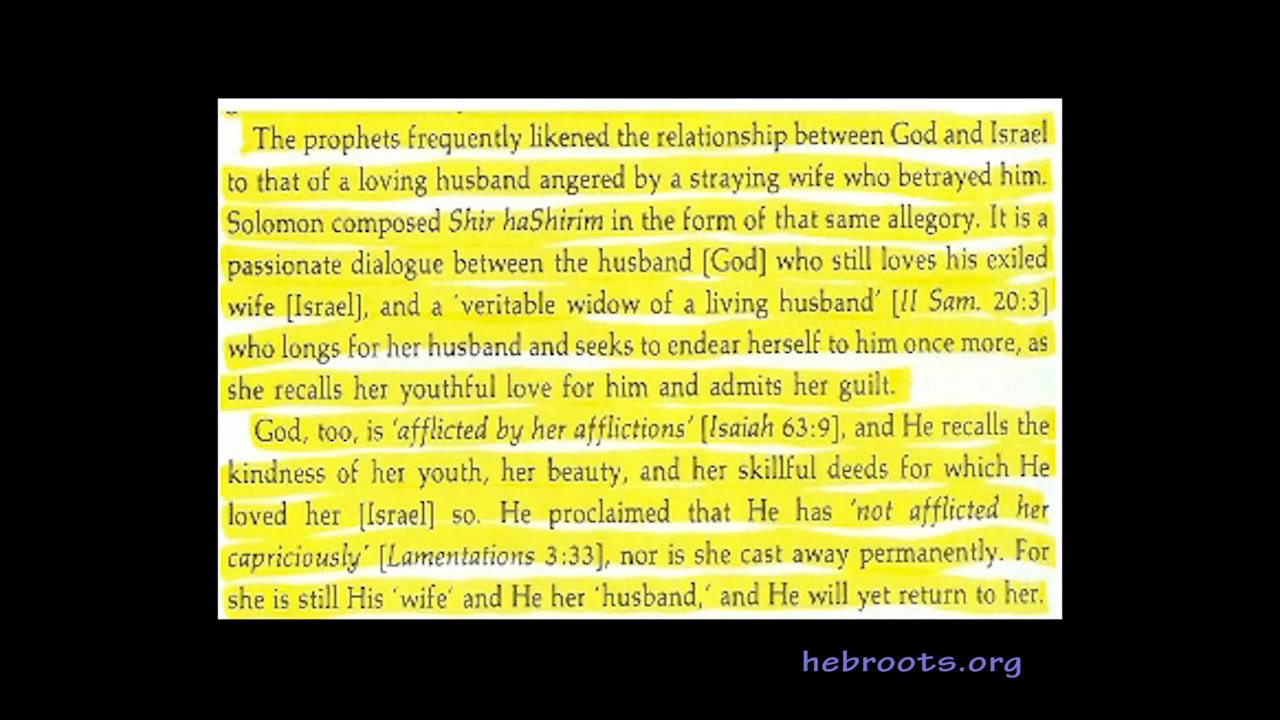 The prophets frequently likened the relationship between God and Israel
to that of a loving husband angered by a straying wife who betrayed him.
Solomon composed Shir haShirim in the form of that same allegory. It is a
passionate dialogue between the husband [God] who still loves his exiled
wife [Israel], and a 'veritable widow of a living husband' [II Sam. 20:3]
who longs for her husband and seeks to endear herself to him once more, as
she recalls her youthful love for him and admits her guilt.
God, too, is 'afflicted by her afflictions' [Isaiah 63:9], and He recalls the
kindness of her youth, her beauty, and her skillful deeds for which He
loved her [Israel] so. He proclaimed that He has 'not afflicted her
capriciously' [Lamentations 3:33], nor is she cast away permanently. For
she is still His 'wife' and He her 'husband,' and He will yet return to her.
hebroots.org